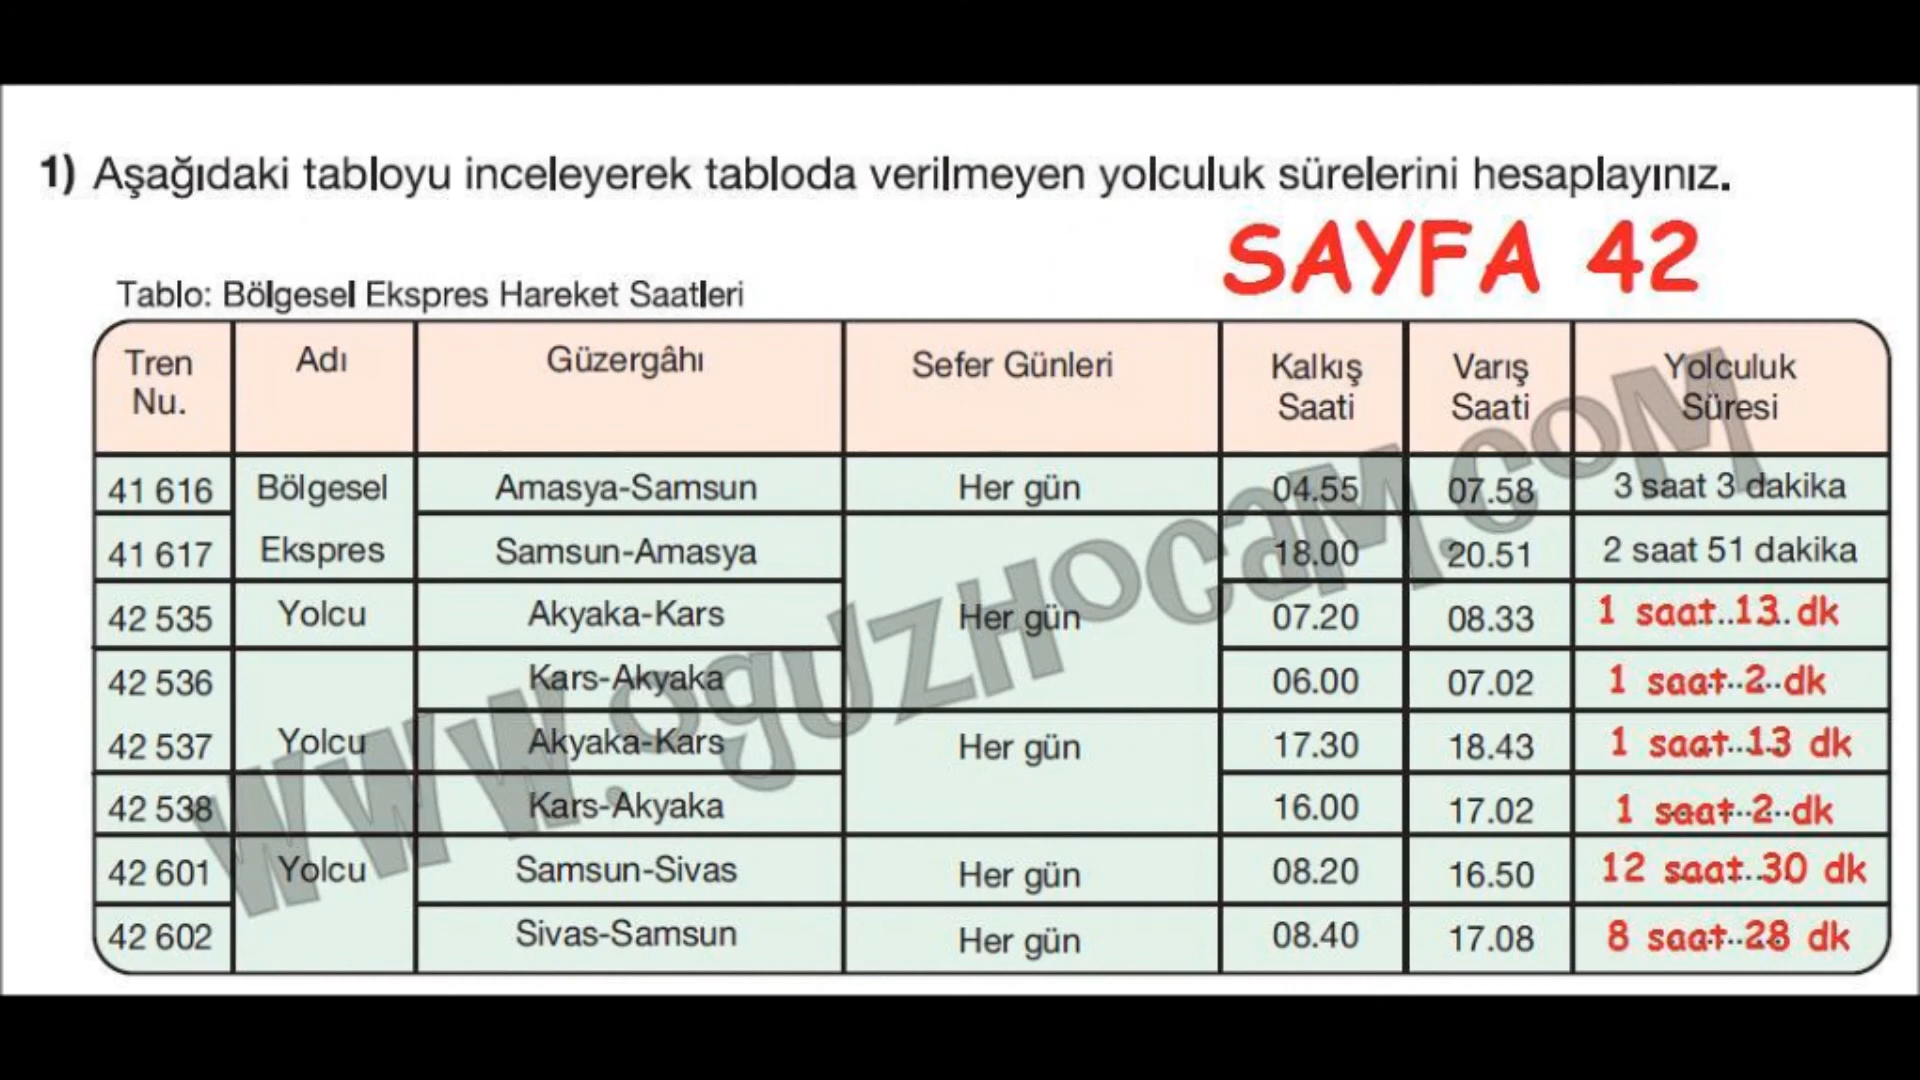 1) Aşağıdaki tabloyu inceleyerek tabloda verilmeyen yolculuk sürelerini hesaplayınız.
SAYFA 42
Tablo: Bölgesel Ekspres Hareket Saatleri
Tren Nu. Adı Güzergâhı Sefer Günleri Kalkış Saati Varış Saati Yolculuk Süresi
41 616 Bölgesel Amasya-Samsun Her gün 04.55 07.58 3 saat 3 dakika
41 617 Ekspres Samsun-Amasya 18.00 20.51 2 saat 51 dakika
42 535 Yolcu Akyaka-Kars Her gün 07.20 08.33 1 saat 13 dk
42 536 Kars-Akyaka 06.00 07.02 1 saat 2 dk
42 537 Yolcu Akyaka-Kars Her gün 17.30 18.43 1 saat 13 dk
42 538 Kars-Akyaka 16.00 17.02 1 saat 2 dk
42 601 Yolcu Samsun-Sivas Her gün 08.20 16.50 12 saat 30 dk
42 602 Sivas-Samsun Her gün 08.40 17.08 8 saat 28 dk
www.oguzHocaM.coM